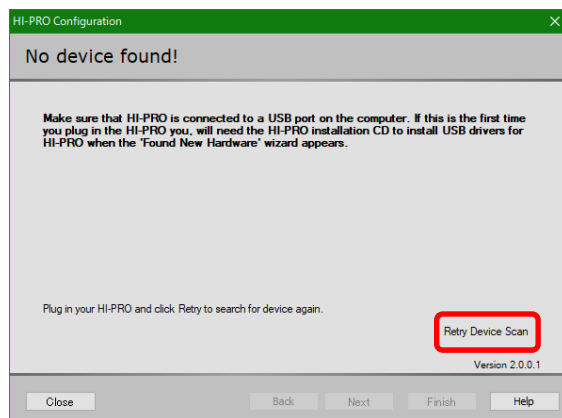 HI-PRO Configuration
No device found!
Make sure that HI-PRO is connected to a USB port on the computer. If this is the first time
you plug in the HI-PRO you, will need the HI-PRO installation CD to install USB drivers for
HI-PRO when the 'Found New Hardware' wizard appears.
Plug in your HI-PRO and click Retry to search for device again.
Retry Device Scan
Version 2.0.0.1
Close Back Next Finish Help